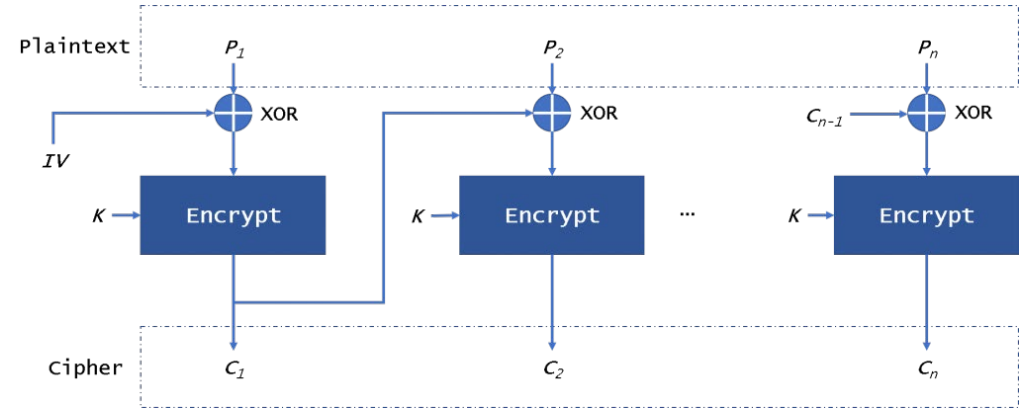 Plaintext P1 P2 Pn
XOR XOR Cn-1 XOR
IV
K Encrypt K Encrypt ... K Encrypt
Cipher C1 C2 Cn